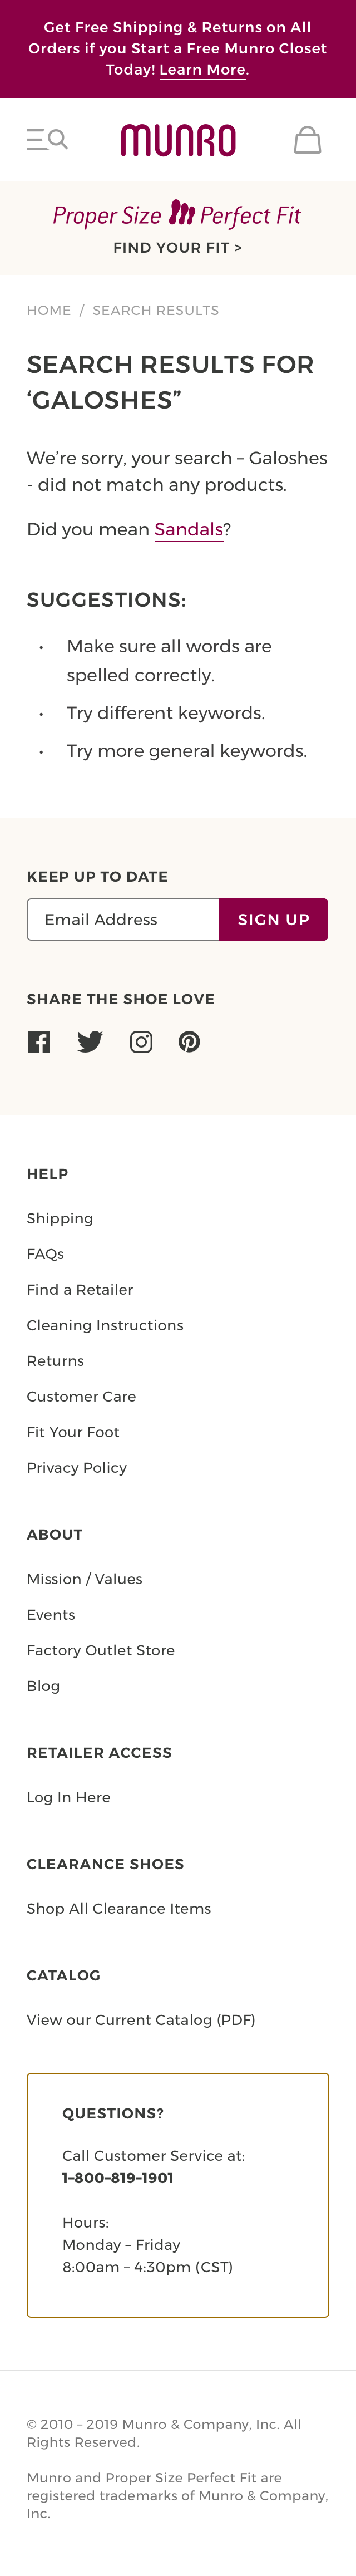 Get Free Shipping & Returns on All
Orders if you Start a Free Munro Closet
Today! Learn More.
MUNRO
Proper Size Perfect Fit
FIND YOUR FIT >
HOME / SEARCH RESULTS
SEARCH RESULTS FOR
‘GALOSHES”
We’re sorry, your search – Galoshes
- did not match any products.
Did you mean Sandals?
SUGGESTIONS:
• Make sure all words are
spelled correctly.
• Try different keywords.
• Try more general keywords.
KEEP UP TO DATE
Email Address SIGN UP
SHARE THE SHOE LOVE
HELP
Shipping
FAQs
Find a Retailer
Cleaning Instructions
Returns
Customer Care
Fit Your Foot
Privacy Policy
ABOUT
Mission / Values
Events
Factory Outlet Store
Blog
RETAILER ACCESS
Log In Here
CLEARANCE SHOES
Shop All Clearance Items
CATALOG
View our Current Catalog (PDF)
QUESTIONS?
Call Customer Service at:
1-800-819-1901
Hours:
Monday – Friday
8:00am – 4:30pm (CST)
© 2010 – 2019 Munro & Company, Inc. All
Rights Reserved.
Munro and Proper Size Perfect Fit are
registered trademarks of Munro & Company,
Inc.